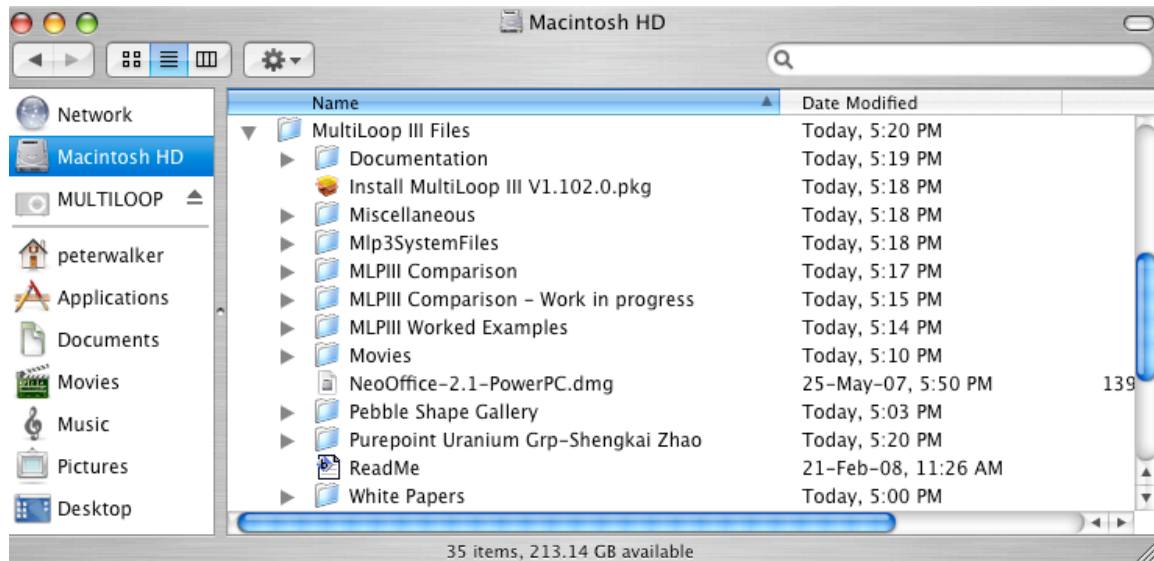 Macintosh HD
Name Date Modified
Network
Macintosh HD
MULTILOOP
peterwalker
Applications
Documents
Movies
Music
Pictures
Desktop
MultiLoop III Files Today, 5:20 PM
Documentation Today, 5:19 PM
Install MultiLoop III V1.102.0.pkg Today, 5:18 PM
Miscellaneous Today, 5:18 PM
Mlp3SystemFiles Today, 5:18 PM
MLPIII Comparison Today, 5:17 PM
MLPIII Comparison - Work in progress Today, 5:15 PM
MLPIII Worked Examples Today, 5:14 PM
Movies Today, 5:10 PM
NeoOffice-2.1-PowerPC.dmg 25-May-07, 5:50 PM 139
Pebble Shape Gallery Today, 5:03 PM
Purepoint Uranium Grp-Shengkai Zhao Today, 5:20 PM
ReadMe 21-Feb-08, 11:26 AM
White Papers Today, 5:00 PM
35 items, 213.14 GB available